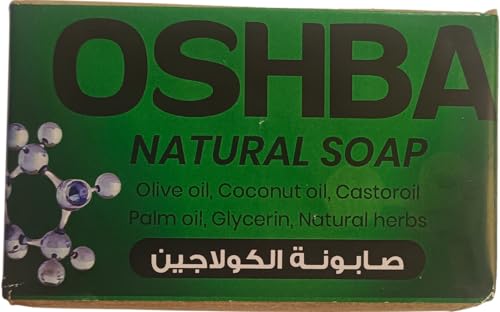 OSHBA
NATURAL SOAP
Olive oil, Coconut oil, Castoroil
Palm oil, Glycerin, Natural herbs
صابونة الكولاجين